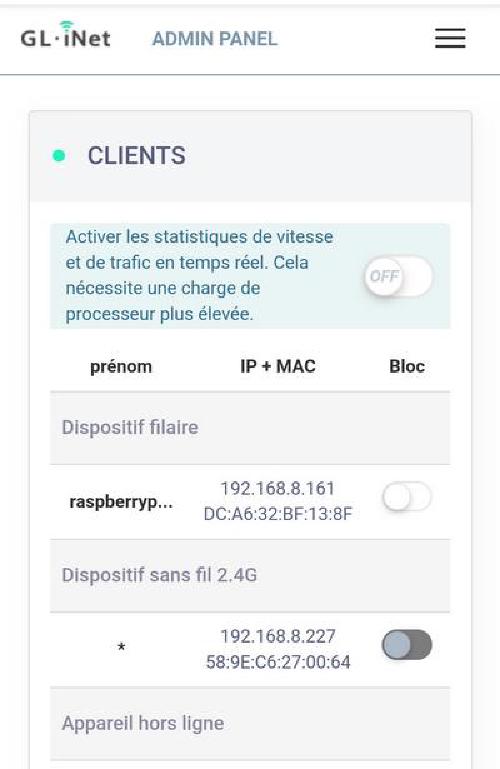 GL·iNet ADMIN PANEL
CLIENTS
Activer les statistiques de vitesse
et de trafic en temps réel. Cela
nécessite une charge de
processeur plus élevée.
OFF
prénom IP + MAC Bloc
Dispositif filaire
raspberryp... 192.168.8.161
DC:A6:32:BF:13:8F
Dispositif sans fil 2.4G
* 192.168.8.227
58:9E:C6:27:00:64
Appareil hors ligne